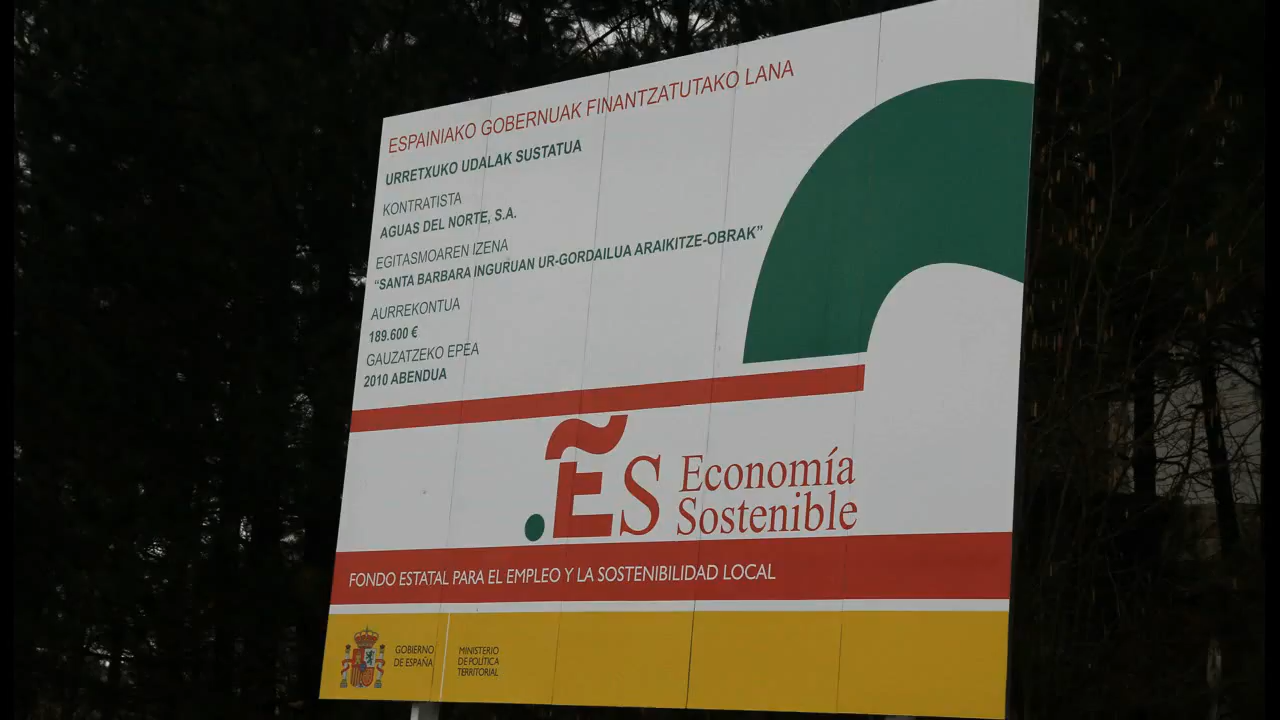 ESPAINIAKO GOBERNUAK FINANTZATUTAKO LANA
URRETXUKO UDALAK SUSTATUA
KONTRATISTA
AGUAS DEL NORTE, S.A.
EGITASMOAREN IZENA
“SANTA BARBARA INGURUAN UR-GORDAILUA ARAIKITZE-OBRAK”
AURREKONTUA
189.600 €
GAUZATZEKO EPEA
2010 ABENDUA
.ES
Economía
Sostenible
FONDO ESTATAL PARA EL EMPLEO Y LA SOSTENIBILIDAD LOCAL
GOBIERNO
DE ESPAÑA
MINISTERIO
DE POLÍTICA
TERRITORIAL